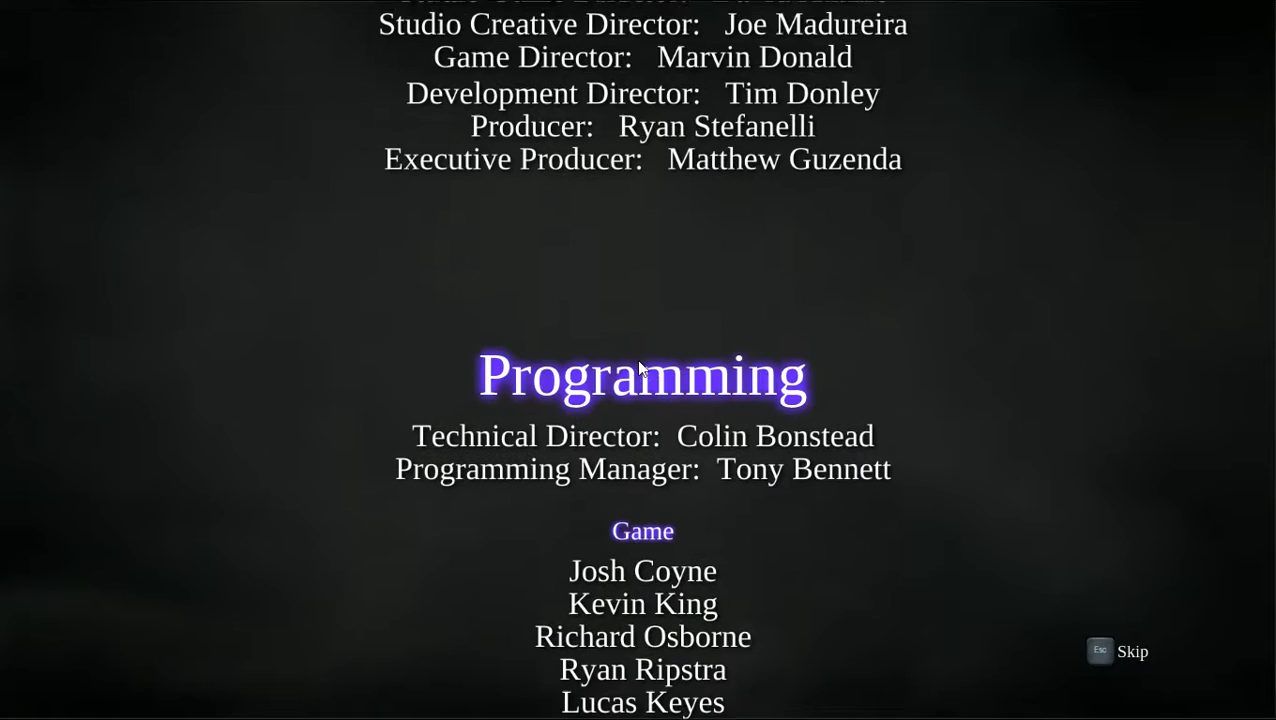 Studio Creative Director: Joe Madureira
Game Director: Marvin Donald
Development Director: Tim Donley
Producer: Ryan Stefanelli
Executive Producer: Matthew Guzenda
Programming
Technical Director: Colin Bonstead
Programming Manager: Tony Bennett
Game
Josh Coyne
Kevin King
Richard Osborne
Ryan Ripstra
Esc Skip
Lucas Keyes